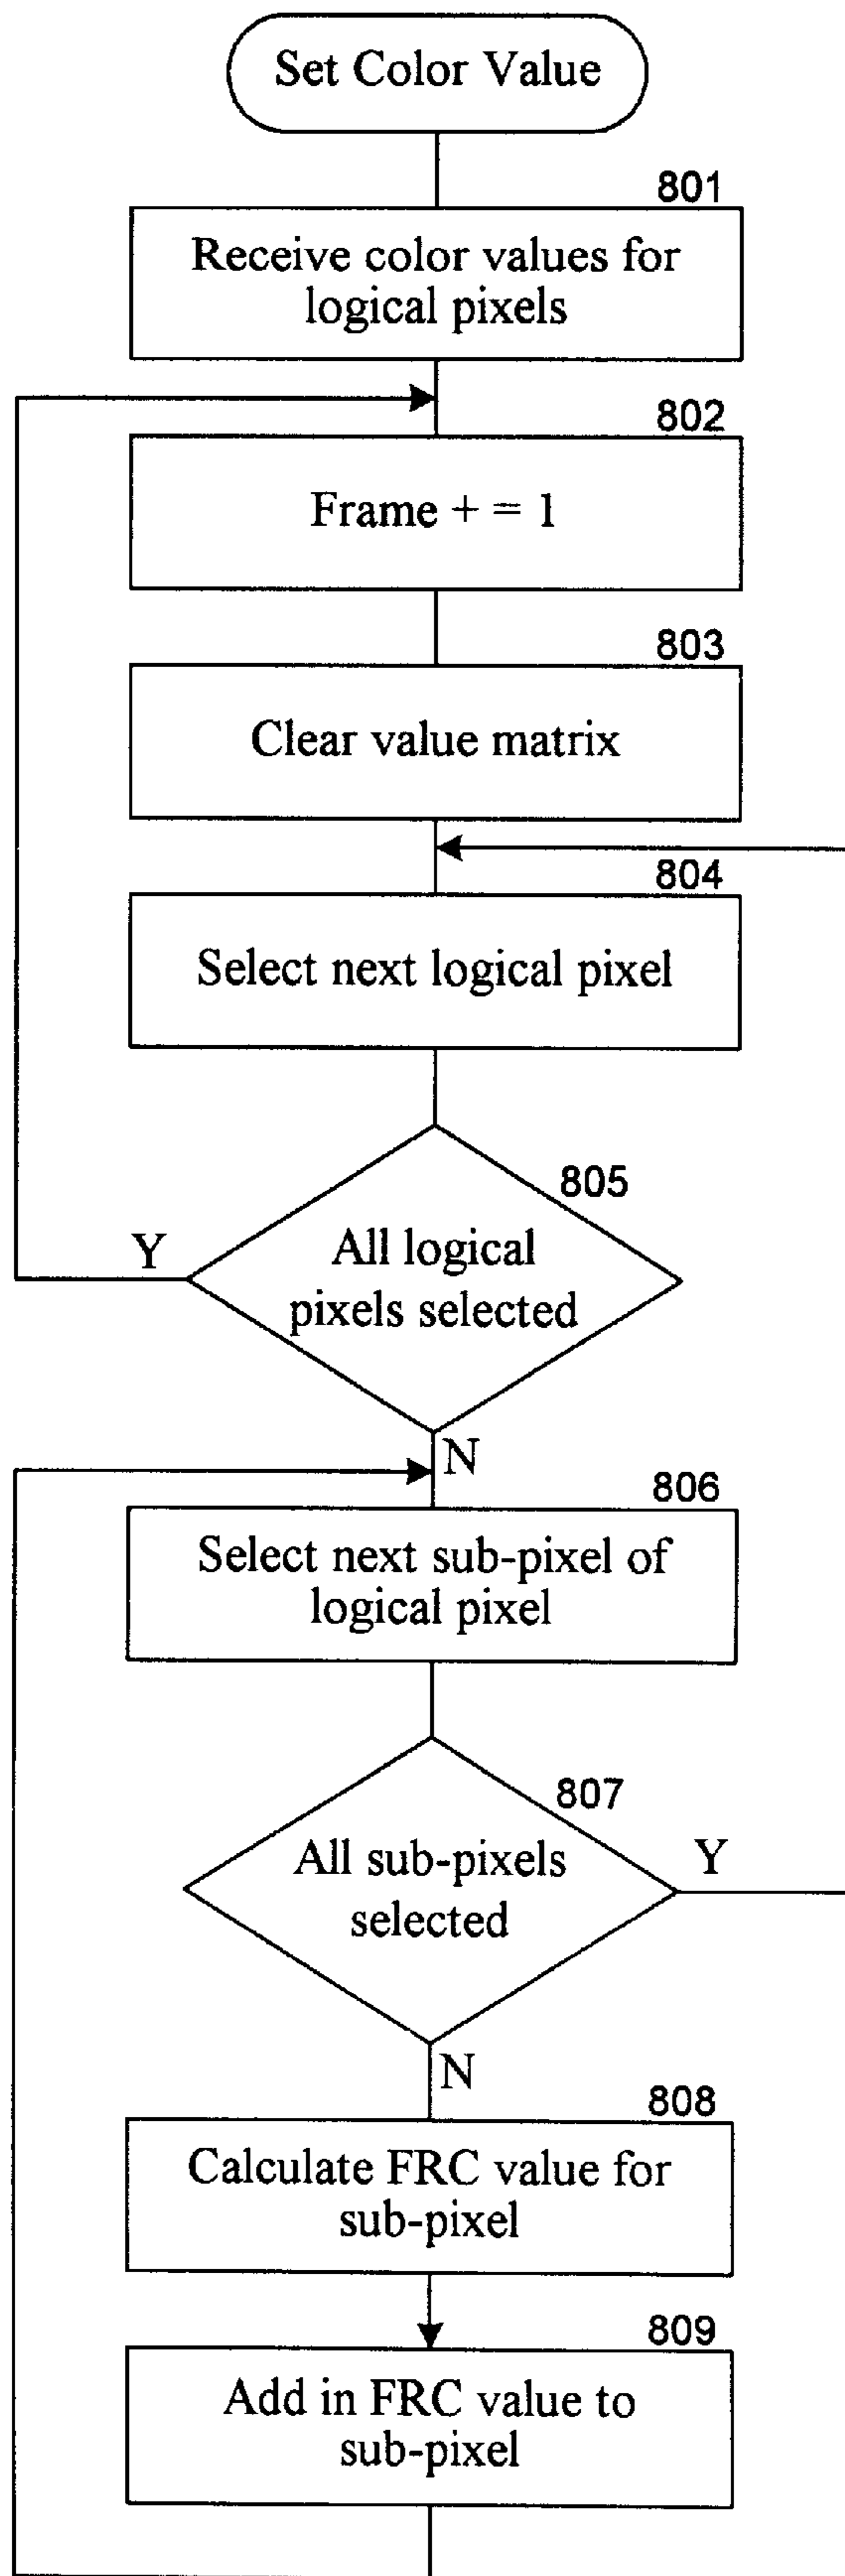 Set Color Value
801
Receive color values for
logical pixels
802
Frame + = 1
803
Clear value matrix
804
Select next logical pixel
805
Y
All logical
pixels selected
N
806
Select next sub-pixel of
logical pixel
807
All sub-pixels
selected
Y
N
808
Calculate FRC value for
sub-pixel
809
Add in FRC value to
sub-pixel